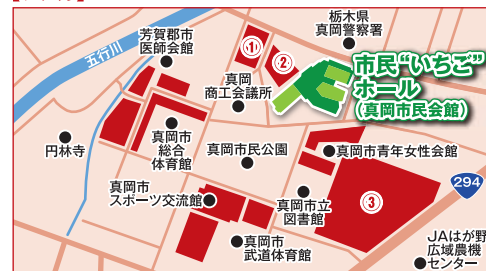 芳賀郡市
医師会館
栃木県
真岡警察署
五行川
①
②
市民“いちご”
ホール
(真岡市民会館)
真岡
商工会議所
円林寺
真岡市
総合
体育館
真岡市民公園
真岡市青年女性会館
真岡市
スポーツ交流館
真岡市立
図書館
③
294
真岡市
武道体育館
JAはが野
広域農機
センター